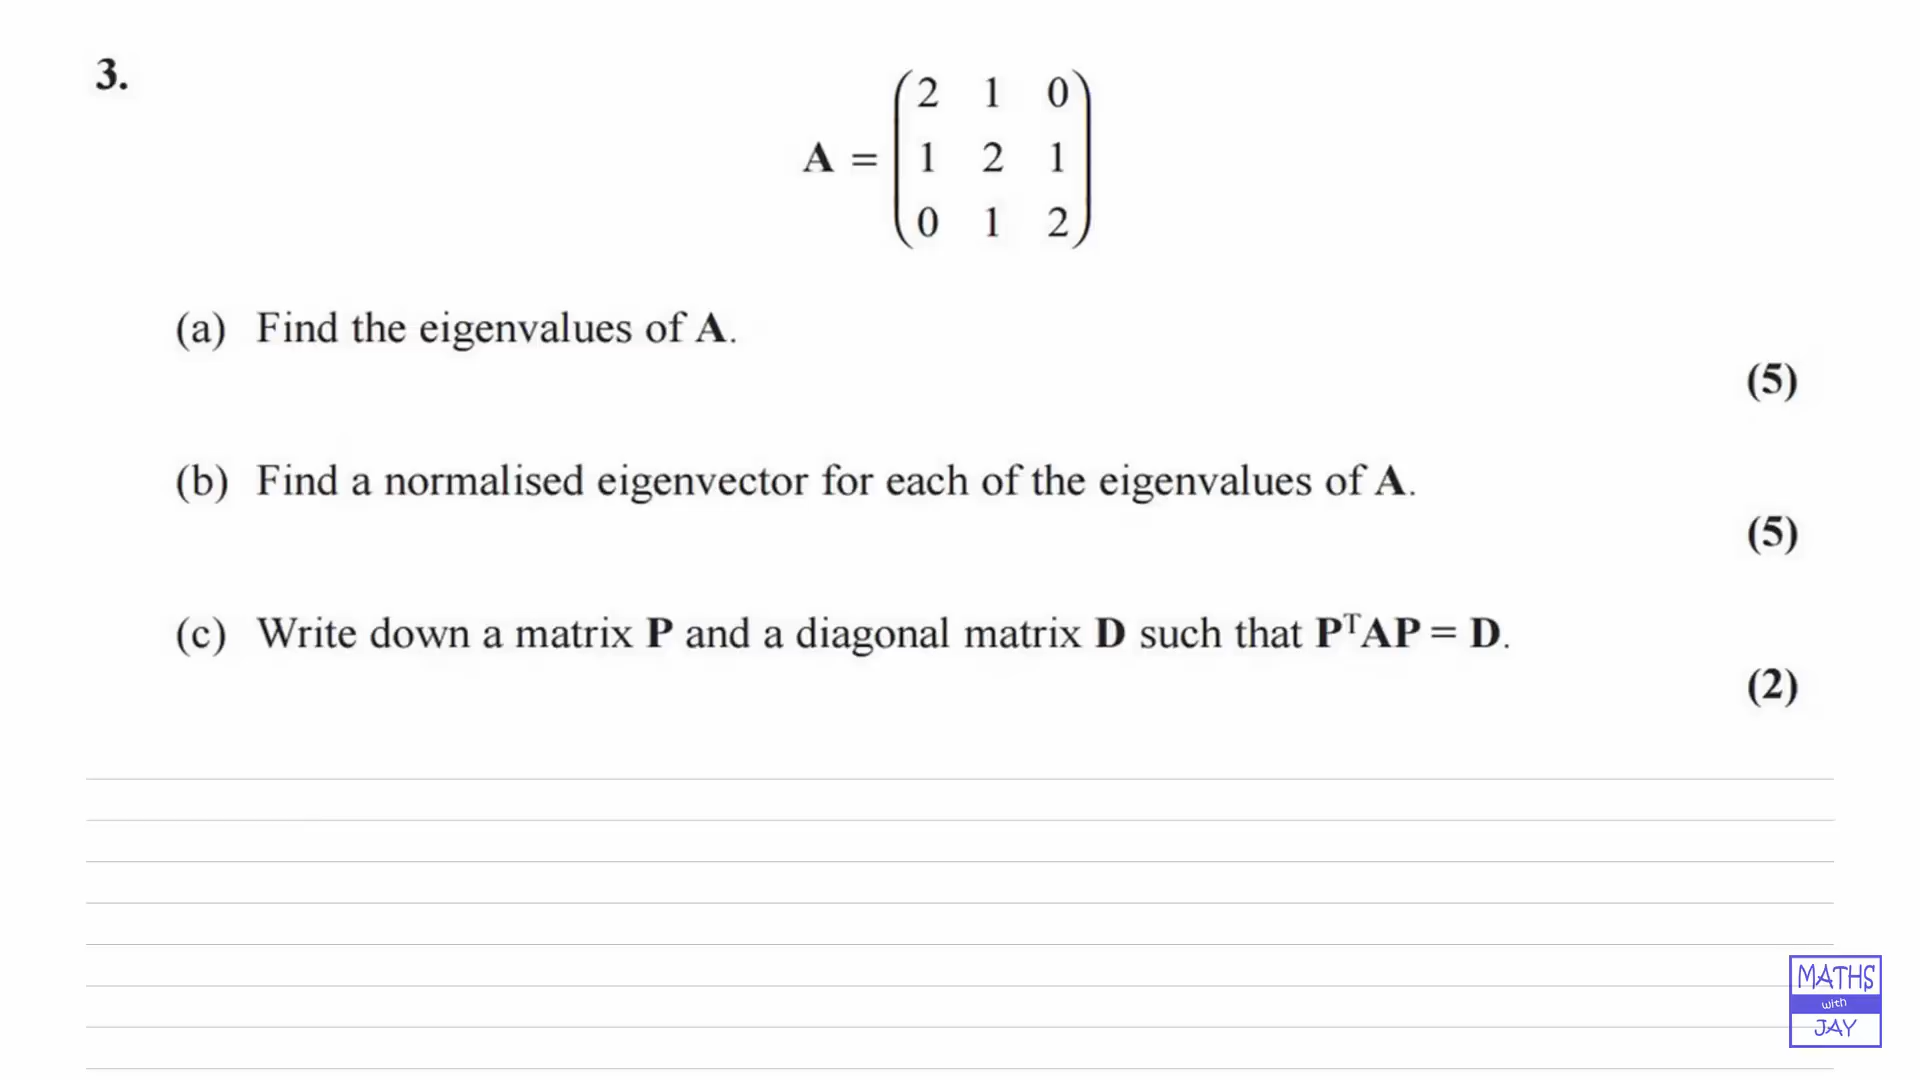 3.
A = ( 2 1 0
1 2 1
0 1 2 )
(a) Find the eigenvalues of A.
(5)
(b) Find a normalised eigenvector for each of the eigenvalues of A.
(5)
(c) Write down a matrix P and a diagonal matrix D such that PᵀAP = D.
(2)
MATHS
with
JAY